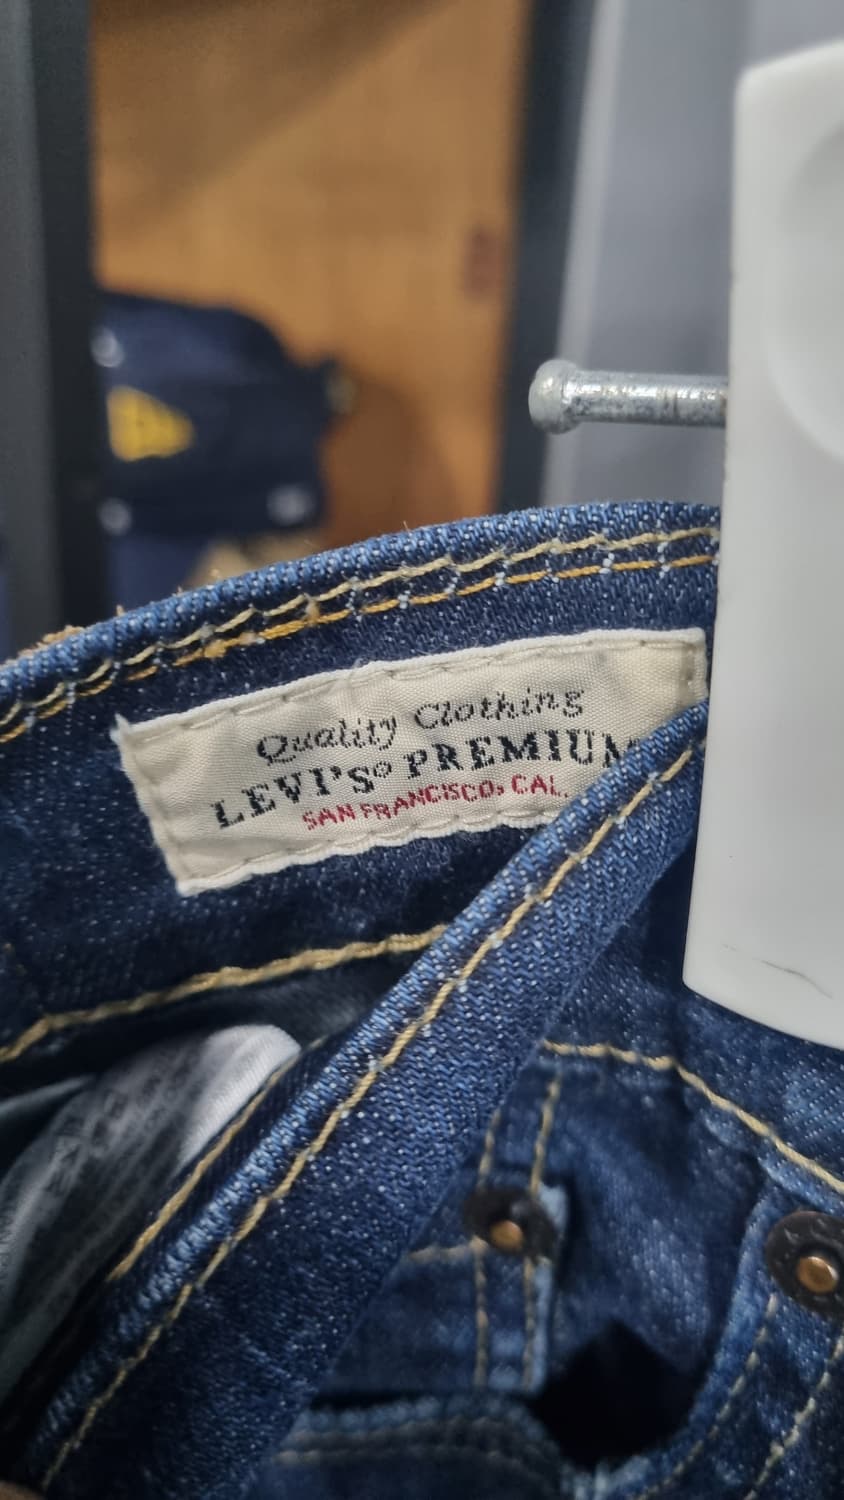 Quality Clothing
LEVI'S® PREMIUM
SAN FRANCISCO, CAL.